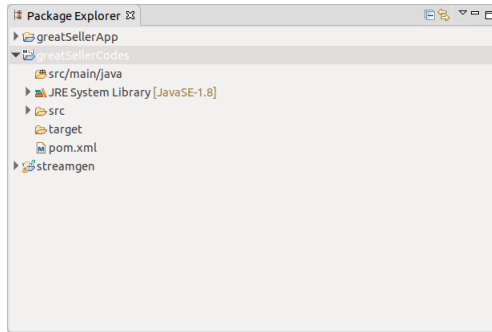 Package Explorer
greatSellerApp
greatSellerCodes
src/main/java
JRE System Library [JavaSE-1.8]
src
target
pom.xml
streamgen